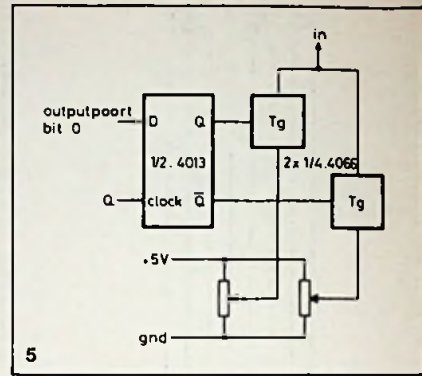 in
outputpoort
bit 0
D
Q
Tg
1/2.4013
2x 1/4.4066
Q
clock
Q̅
Tg
+5V
gnd
5